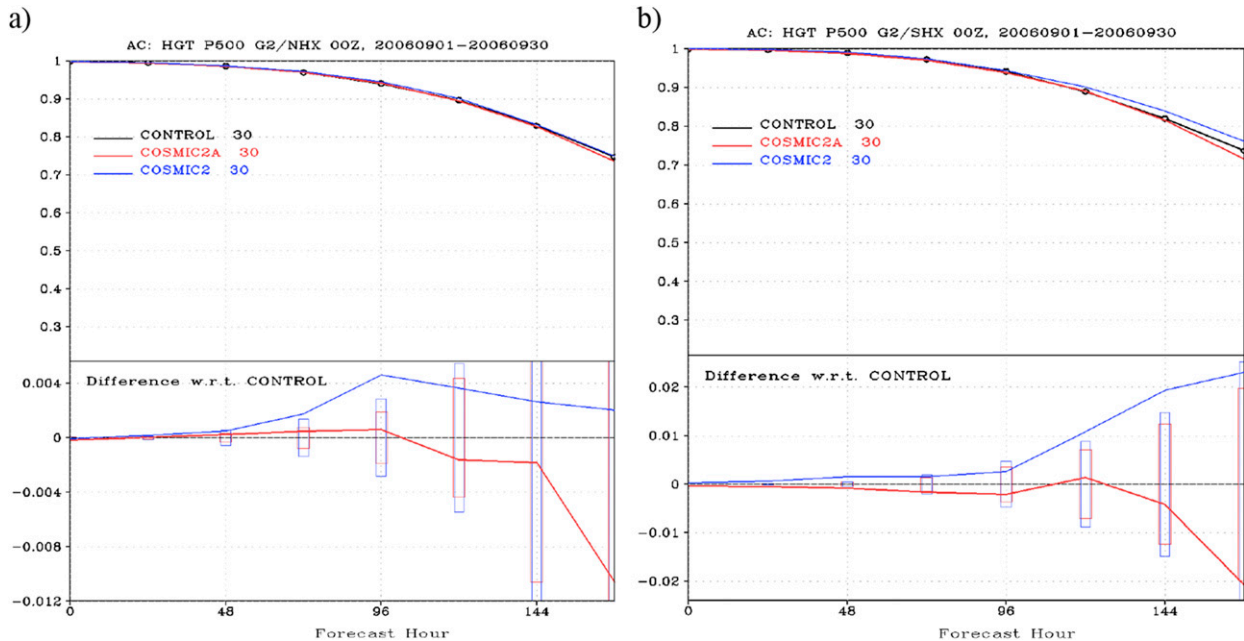 a)
AC: HGT P500 G2/NHX 00Z, 20060901-20060930
1
0.9
0.8
0.7
0.6
0.5
0.4
0.3
CONTROL 30
COSMIC2A 30
COSMIC2 30
Difference w.r.t. CONTROL
0.004
0
-0.004
-0.008
-0.012
0
48
96
144
Forecast Hour
b)
AC: HGT P500 G2/SHX 00Z, 20060901-20060930
1
0.9
0.8
0.7
0.6
0.5
0.4
0.3
CONTROL 30
COSMIC2A 30
COSMIC2 30
Difference w.r.t. CONTROL
0.02
0.01
0
-0.01
-0.02
0
48
96
144
Forecast Hour